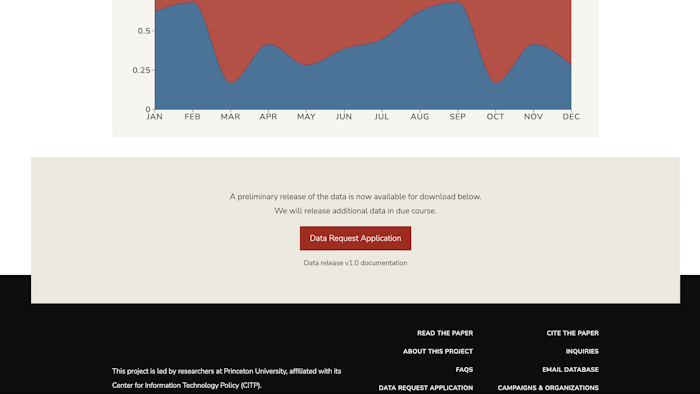 0.5
0.25
0
JAN FEB MAR APR MAY JUN JUL AUG SEP OCT NOV DEC
A preliminary release of the data is now available for download below.
We will release additional data in due course.
Data Request Application
Data release v1.0 documentation
READ THE PAPER
CITE THE PAPER
ABOUT THIS PROJECT
INQUIRIES
This project is led by researchers at Princeton University, affiliated with its
Center for Information Technology Policy (CITP).
FAQS
EMAIL DATABASE
DATA REQUEST APPLICATION
CAMPAIGNS & ORGANIZATIONS